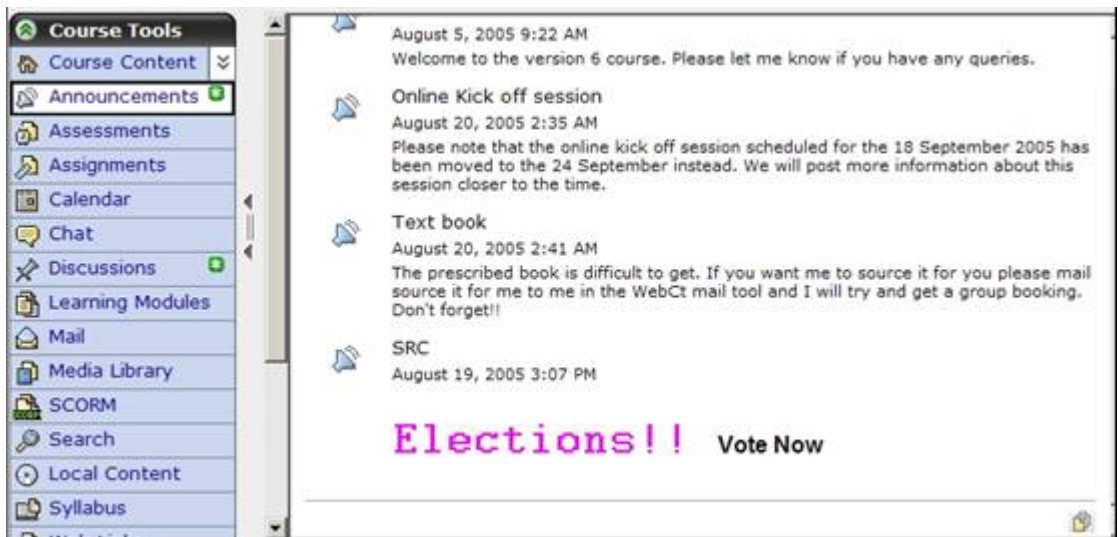 Course Tools
Course Content
Announcements
Assessments
Assignments
Calendar
Chat
Discussions
Learning Modules
Mail
Media Library
SCORM
Search
Local Content
Syllabus
August 5, 2005 9:22 AM
Welcome to the version 6 course. Please let me know if you have any queries.
Online Kick off session
August 20, 2005 2:35 AM
Please note that the online kick off session scheduled for the 18 September 2005 has
been moved to the 24 September instead. We will post more information about this
session closer to the time.
Text book
August 20, 2005 2:41 AM
The prescribed book is difficult to get. If you want me to source it for you please mail
source it for me to me in the WebCt mail tool and I will try and get a group booking.
Don't forget!!
SRC
August 19, 2005 3:07 PM
Elections!! Vote Now